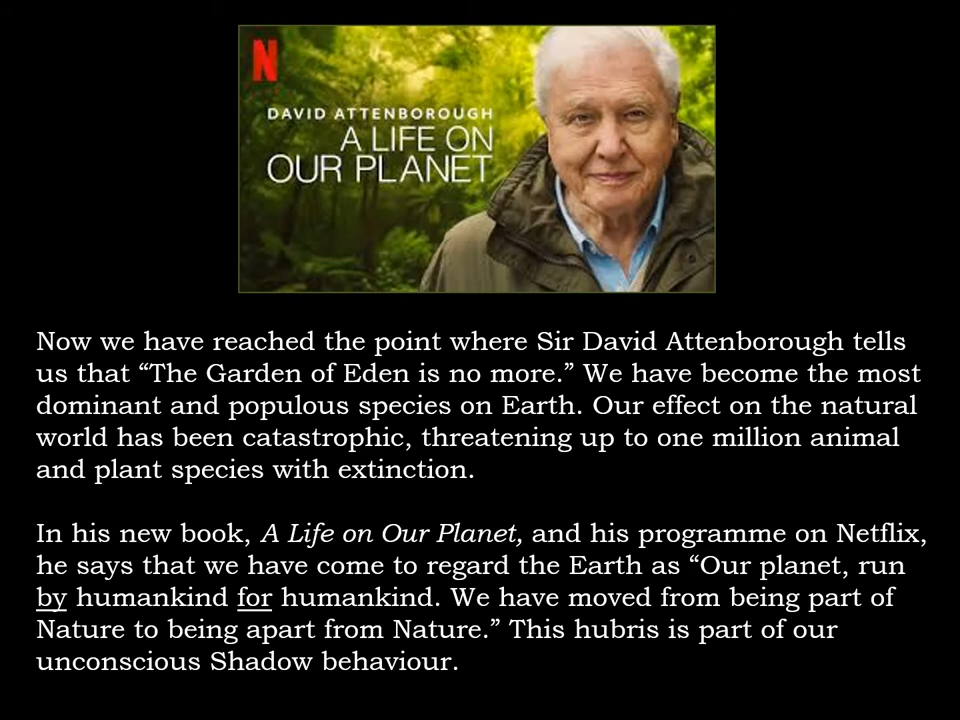 N
DAVID ATTENBOROUGH
A LIFE ON
OUR PLANET
Now we have reached the point where Sir David Attenborough tells
us that “The Garden of Eden is no more.” We have become the most
dominant and populous species on Earth. Our effect on the natural
world has been catastrophic, threatening up to one million animal
and plant species with extinction.
In his new book, A Life on Our Planet, and his programme on Netflix,
he says that we have come to regard the Earth as “Our planet, run
by humankind for humankind. We have moved from being part of
Nature to being apart from Nature.” This hubris is part of our
unconscious Shadow behaviour.